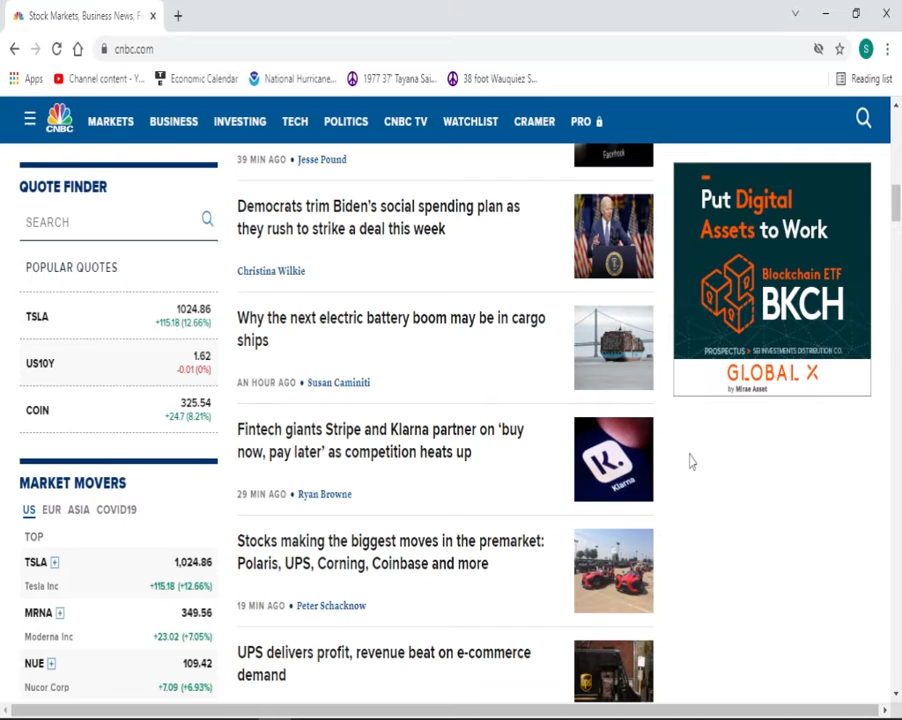 Stock Markets, Business News, F
cnbc.com
Apps
Channel content - Y...
Economic Calendar
National Hurricane...
1977 37' Tayana Sai...
38 foot Wauquiez S...
Reading list
S
CNBC
MARKETS
BUSINESS
INVESTING
TECH
POLITICS
CNBC TV
WATCHLIST
CRAMER
PRO
QUOTE FINDER
SEARCH
POPULAR QUOTES
TSLA
1024.86
+115.18 (12.66%)
US10Y
1.62
-0.01 (0%)
COIN
325.54
+24.7 (8.21%)
MARKET MOVERS
US EUR ASIA COVID19
TOP
TSLA
1,024.86
Tesla Inc
+115.18 (+12.66%)
MRNA
349.56
Moderna Inc
+23.02 (+7.05%)
NUE
109.42
Nucor Corp
+7.09 (+6.93%)
39 MIN AGO • Jesse Pound
Facebook
Democrats trim Biden's social spending plan as
they rush to strike a deal this week
Christina Wilkie
Why the next electric battery boom may be in cargo
ships
AN HOUR AGO • Susan Caminiti
Fintech giants Stripe and Klarna partner on 'buy
now, pay later' as competition heats up
29 MIN AGO • Ryan Browne
K.
Klarna
Stocks making the biggest moves in the premarket:
Polaris, UPS, Corning, Coinbase and more
19 MIN AGO • Peter Schacknow
UPS delivers profit, revenue beat on e-commerce
demand
Put Digital
Assets to Work
Blockchain ETF
BKCH
PROSPECTUS > SEI INVESTMENTS DISTRIBUTION CO.
GLOBAL X
by Mirae Asset